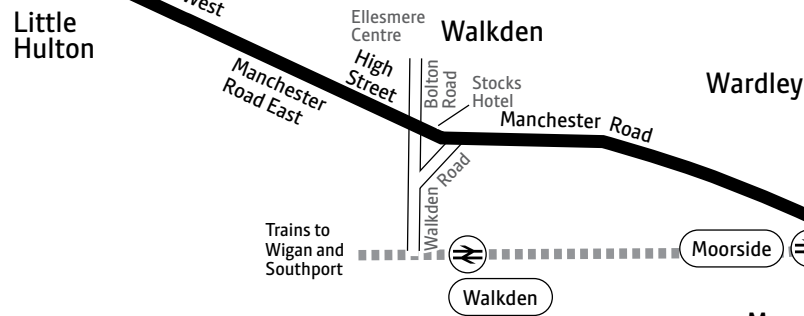 West
Little
Hulton
Ellesmere
Centre
Walkden
High
Street
Bolton
Road
Stocks
Hotel
Wardley
Manchester
Road East
Manchester Road
Walkden
Road
Trains to
Wigan and
Southport
Moorside
Walkden